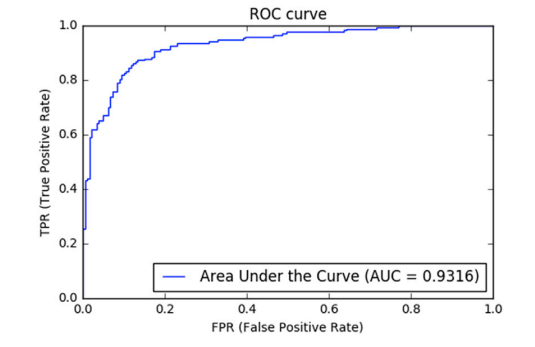 ROC curve
1.0
0.8
0.6
0.4
0.2
0.0
TPR (True Positive Rate)
Area Under the Curve (AUC = 0.9316)
0.0 0.2 0.4 0.6 0.8 1.0
FPR (False Positive Rate)